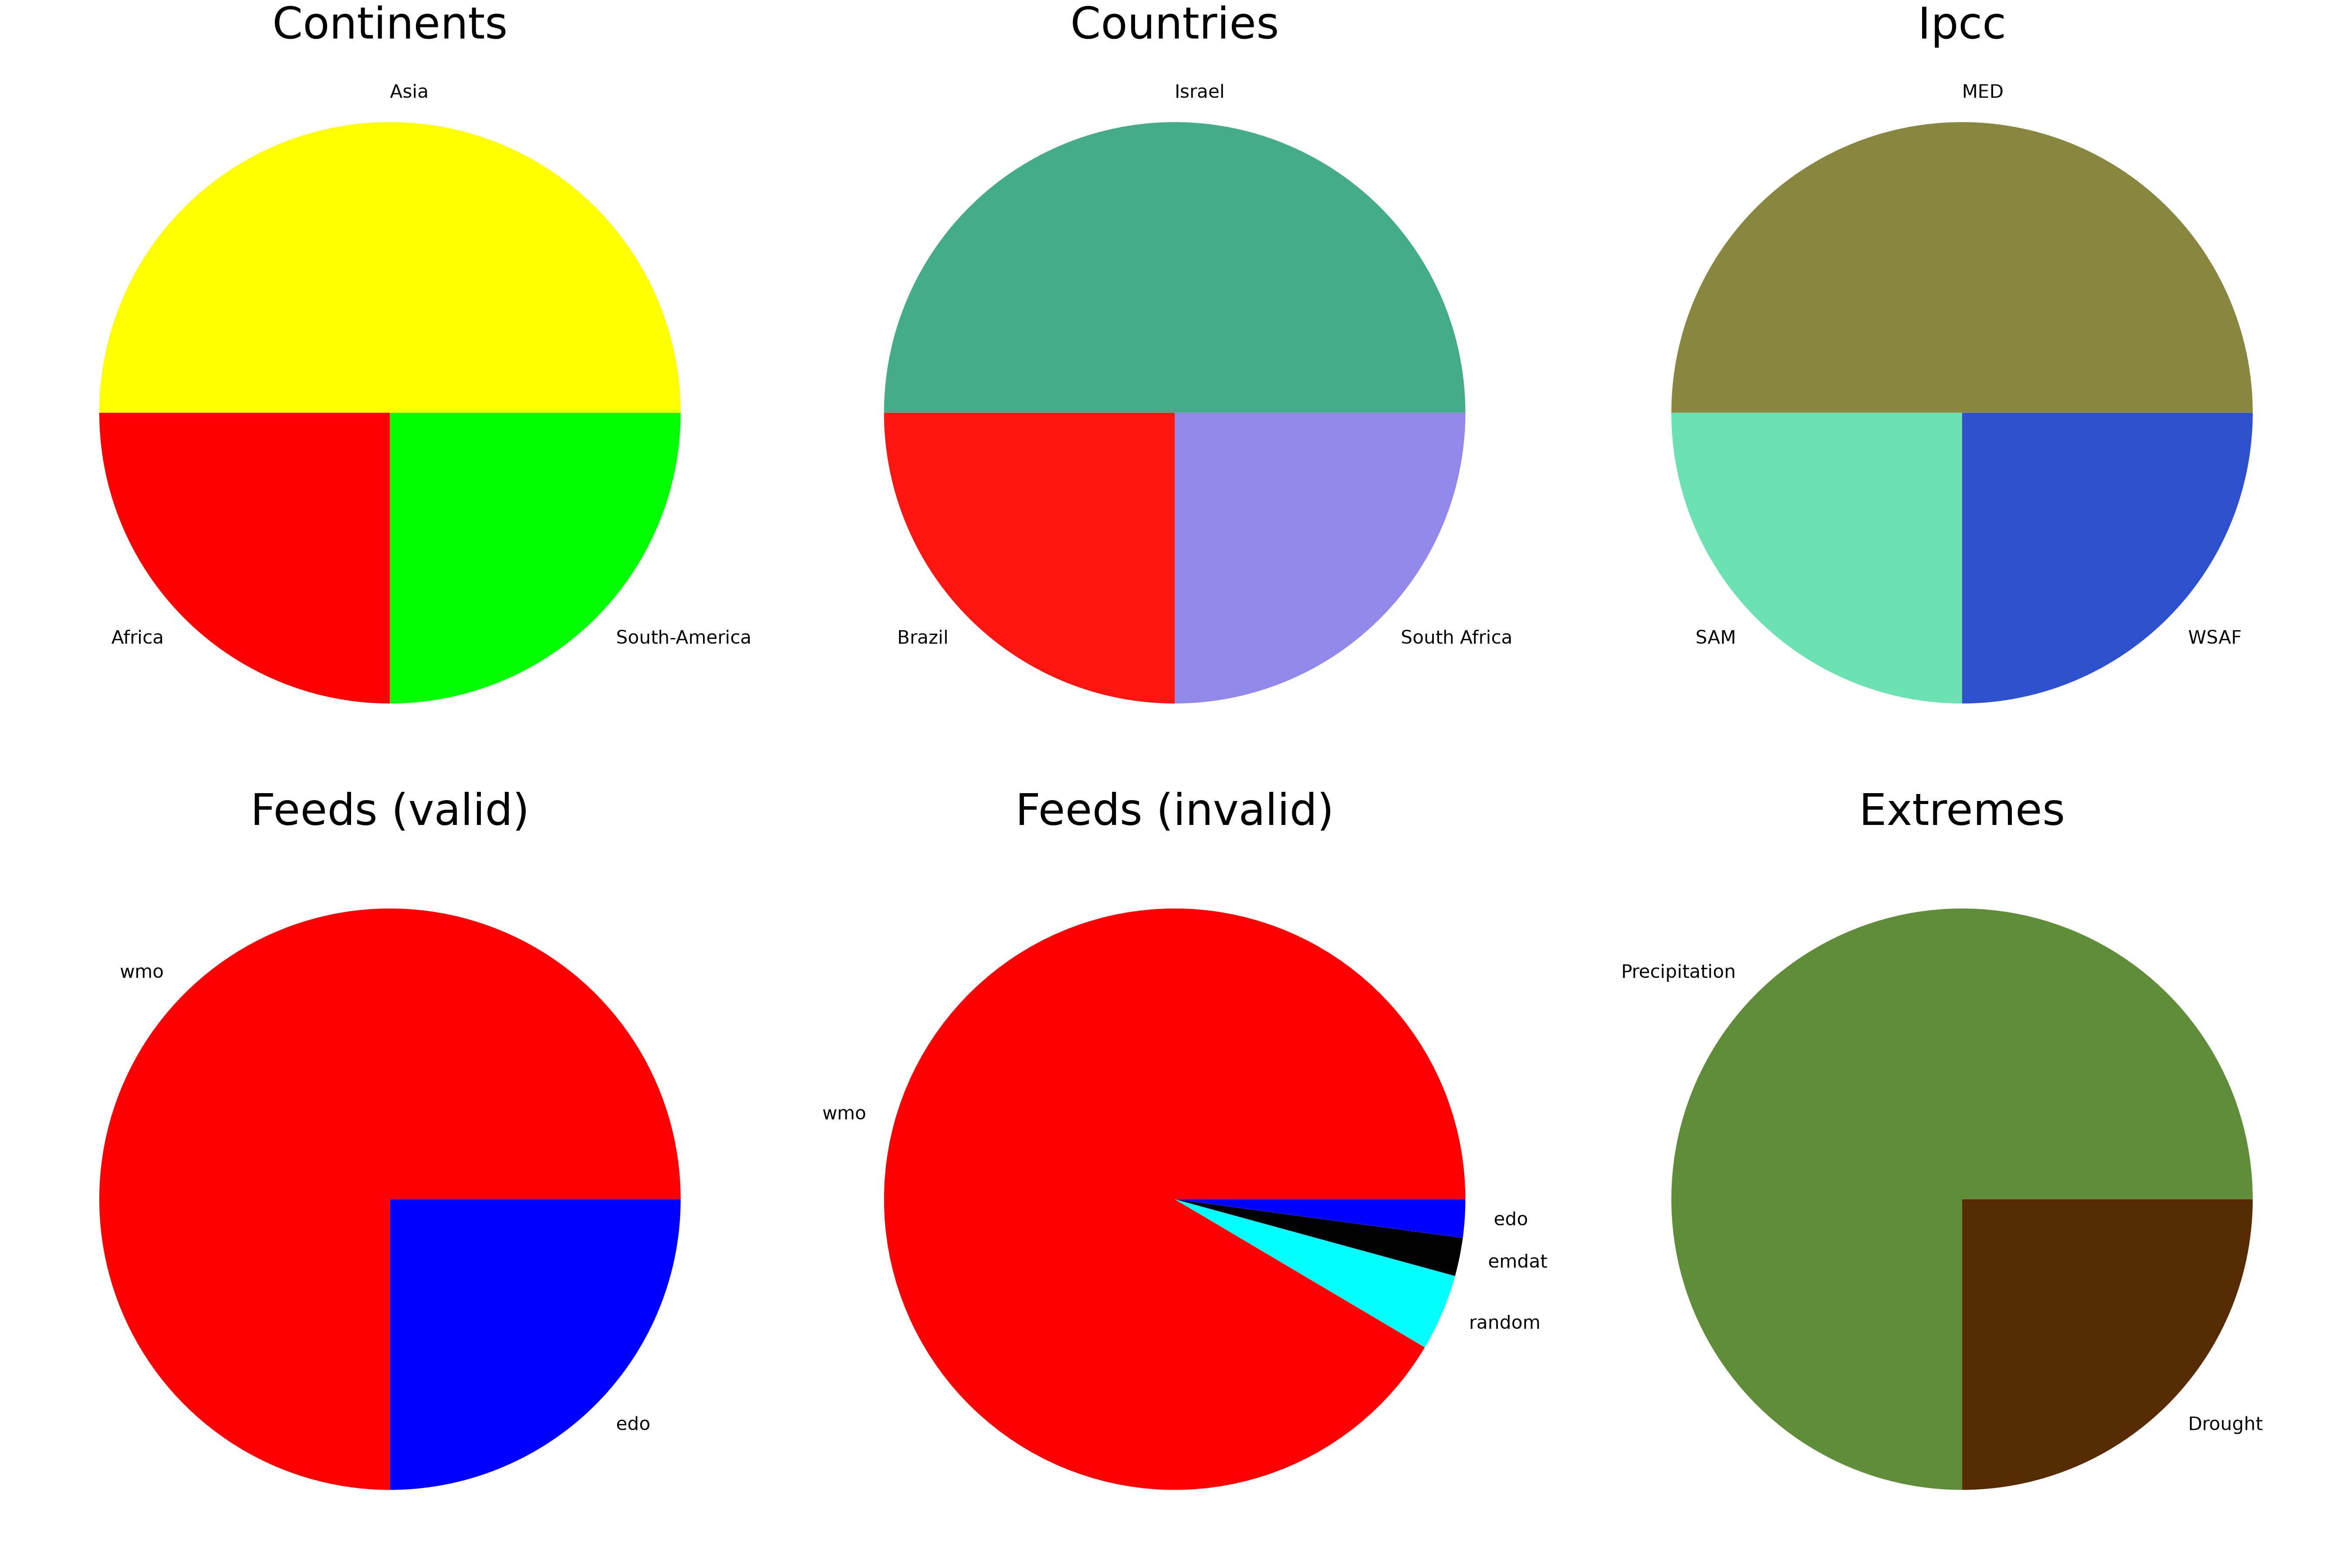 Continents
Asia
Africa
South-America
Countries
Israel
Brazil
South Africa
Ipcc
MED
SAM
WSAF
Feeds (valid)
wmo
edo
Feeds (invalid)
wmo
edo
emdat
random
Extremes
Precipitation
Drought